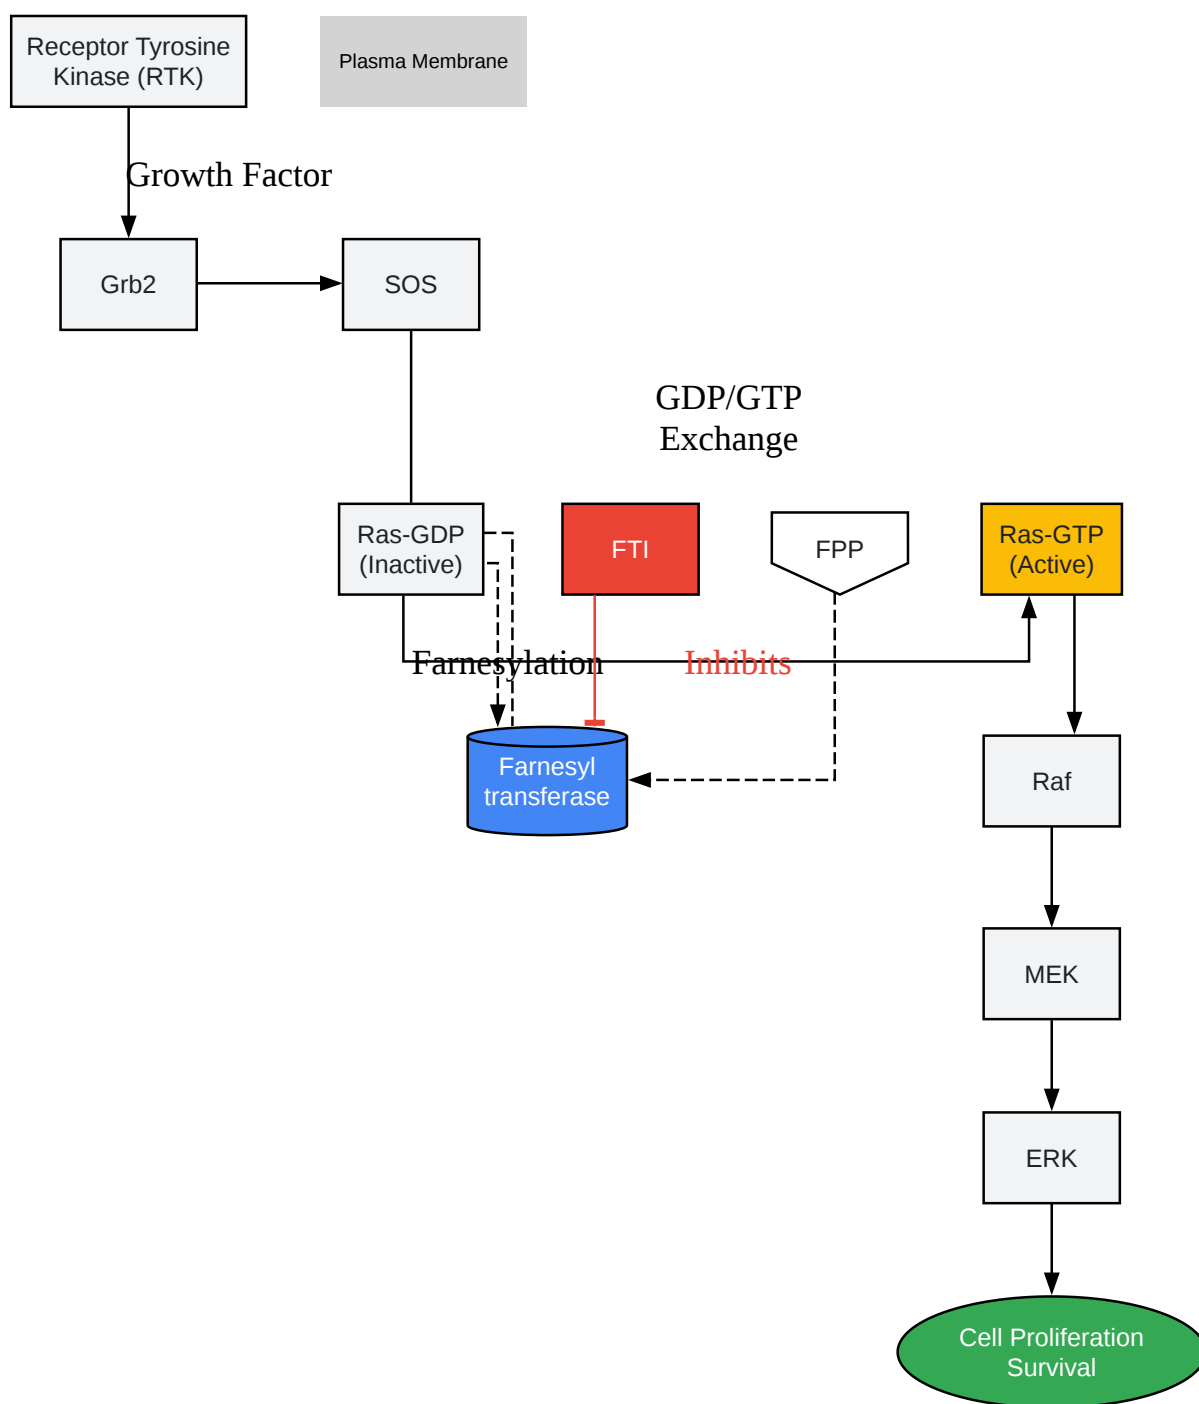 Receptor Tyrosine
Kinase (RTK)
Plasma Membrane
Growth Factor
Grb2
SOS
GDP/GTP
Exchange
Ras-GDP
(Inactive)
FTI
FPP
Ras-GTP
(Active)
Farnesylation
Inhibits
Farnesyl
transferase
Raf
MEK
ERK
Cell Proliferation
Survival